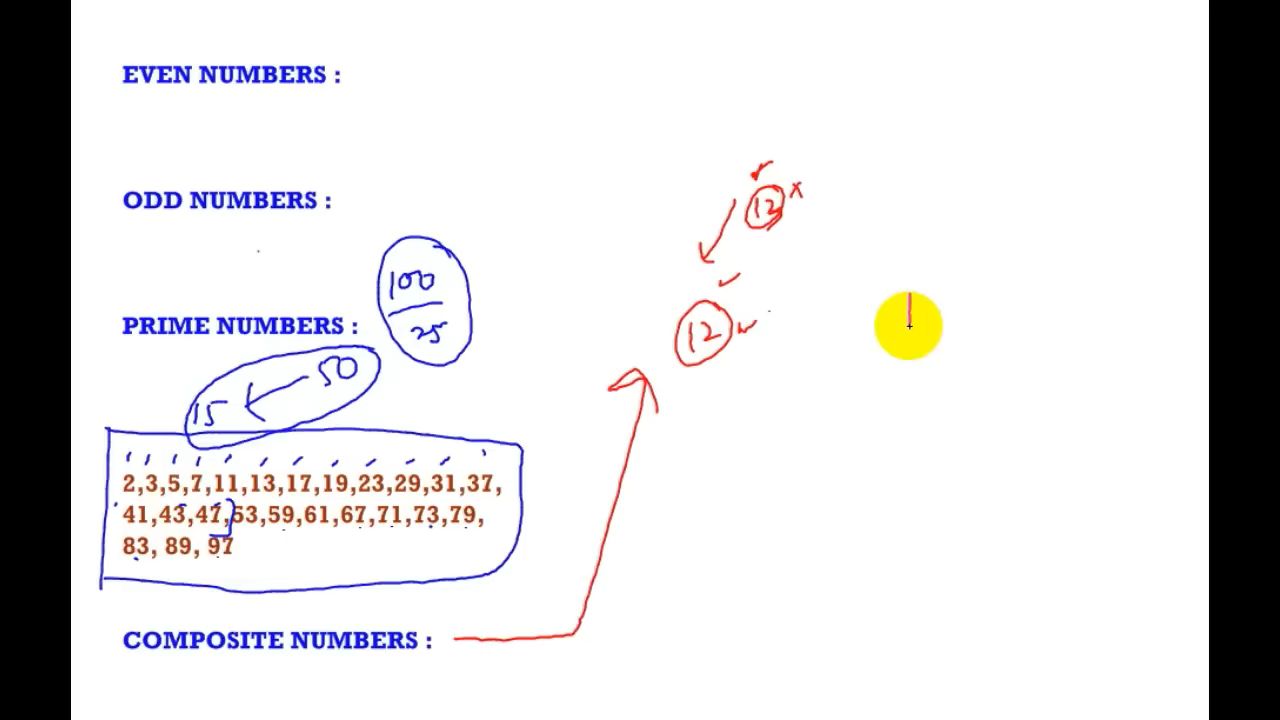 EVEN NUMBERS :
12
ODD NUMBERS :
100
25
12
PRIME NUMBERS :
50
15
2,3,5,7,11,13,17,19,23,29,31,37,
41,43,47,53,59,61,67,71,73,79,
83, 89, 97
COMPOSITE NUMBERS :